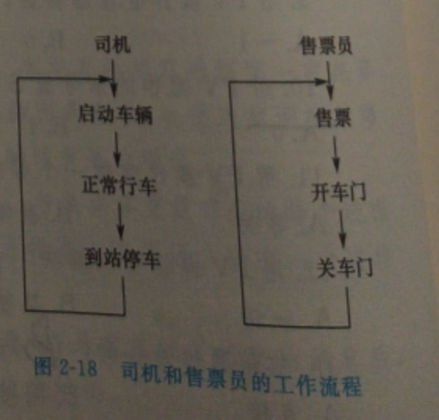 司机
启动车辆
正常行车
到站停车
售票员
售票
开车门
关车门
图 2-18 司机和售票员的工作流程